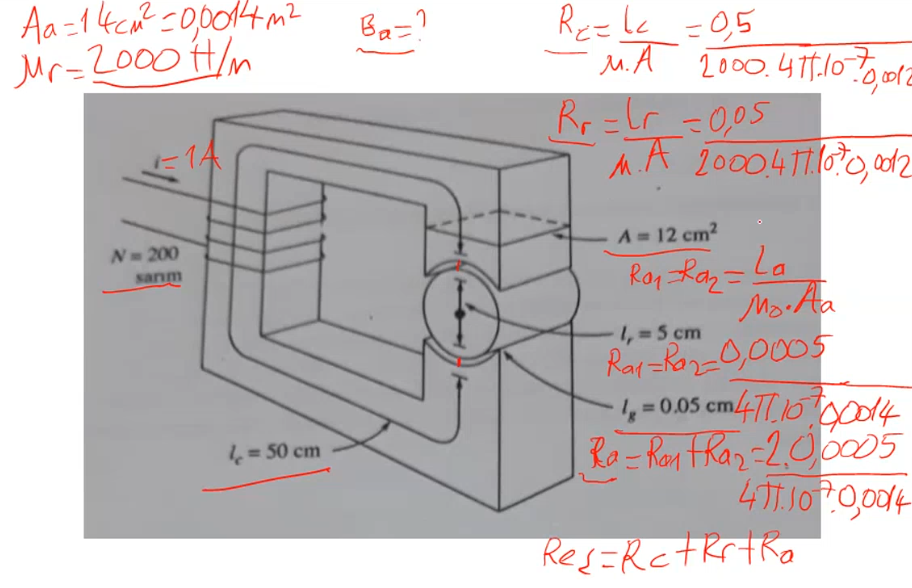 Aa=14cm²=0,0014m²
Ba=?
Rc=Lc/μ.A=0,5/2000.4π.10⁻⁷.0,0012
μr=2000 H/m
Rr=Lr/μ.A=0,05/2000.4π.10⁻⁷.0,0012
i=1A
A = 12 cm²
N = 200
sarım
Ra1=Ra2=La/μ₀.Aa
lᵣ = 5 cm
Ra1=Ra2=0,0005/4π.10⁻⁷.0,0014
l_g = 0.05 cm
Ra=Ra1+Ra2=2.0,0005/4π.10⁻⁷.0,0014
l_c = 50 cm
Reş=Rc+Rr+Ra